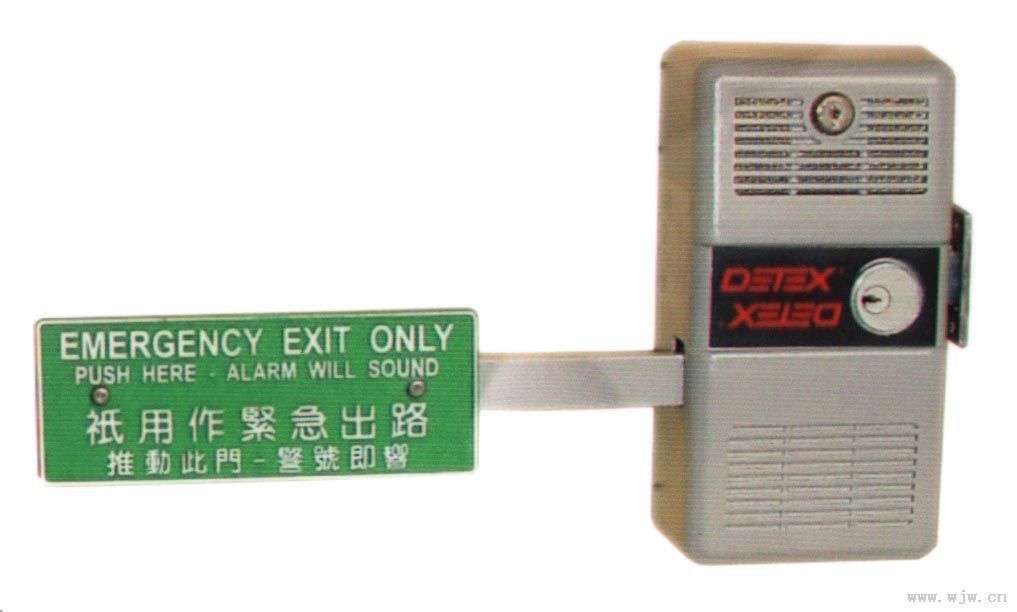 EMERGENCY EXIT ONLY
PUSH HERE - ALARM WILL SOUND
祇用作緊急出路
推動此門-警號即響
DETEX
DETEX
www.wjw.cn